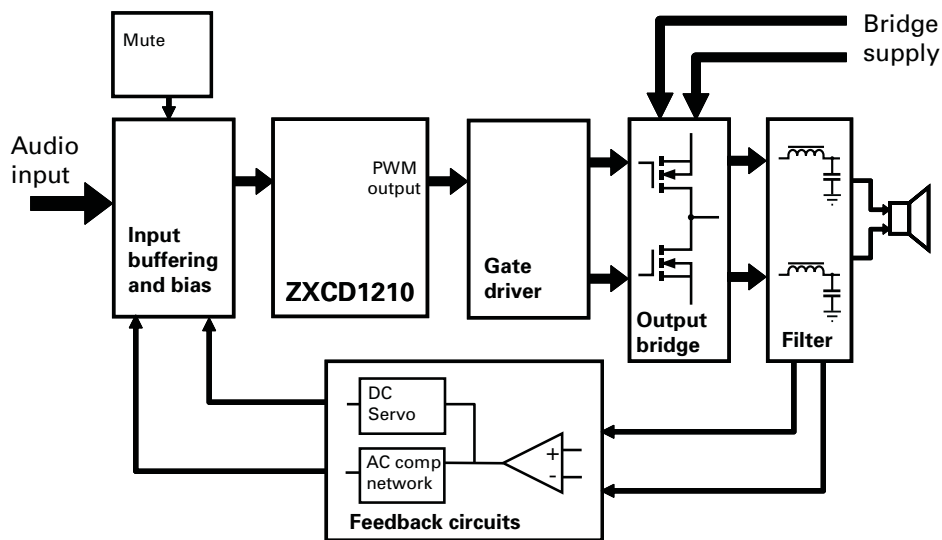 Mute
Bridge
supply
Audio
input
PWM
output
Input
buffering
and bias
ZXCD1210
Gate
driver
Output
bridge
Filter
DC
Servo
AC comp
network
+
-
Feedback circuits